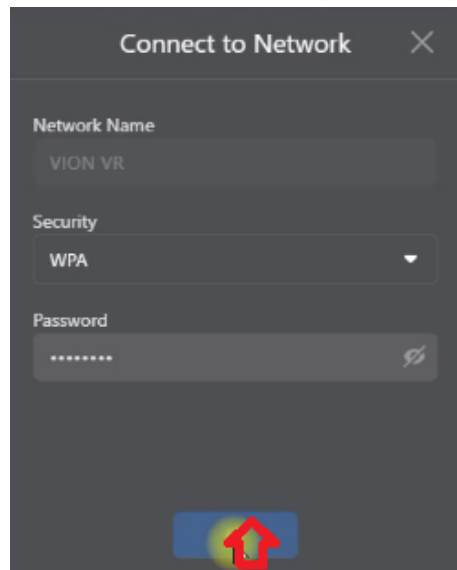 Connect to Network
Network Name
VION VR
Security
WPA
Password
••••••••